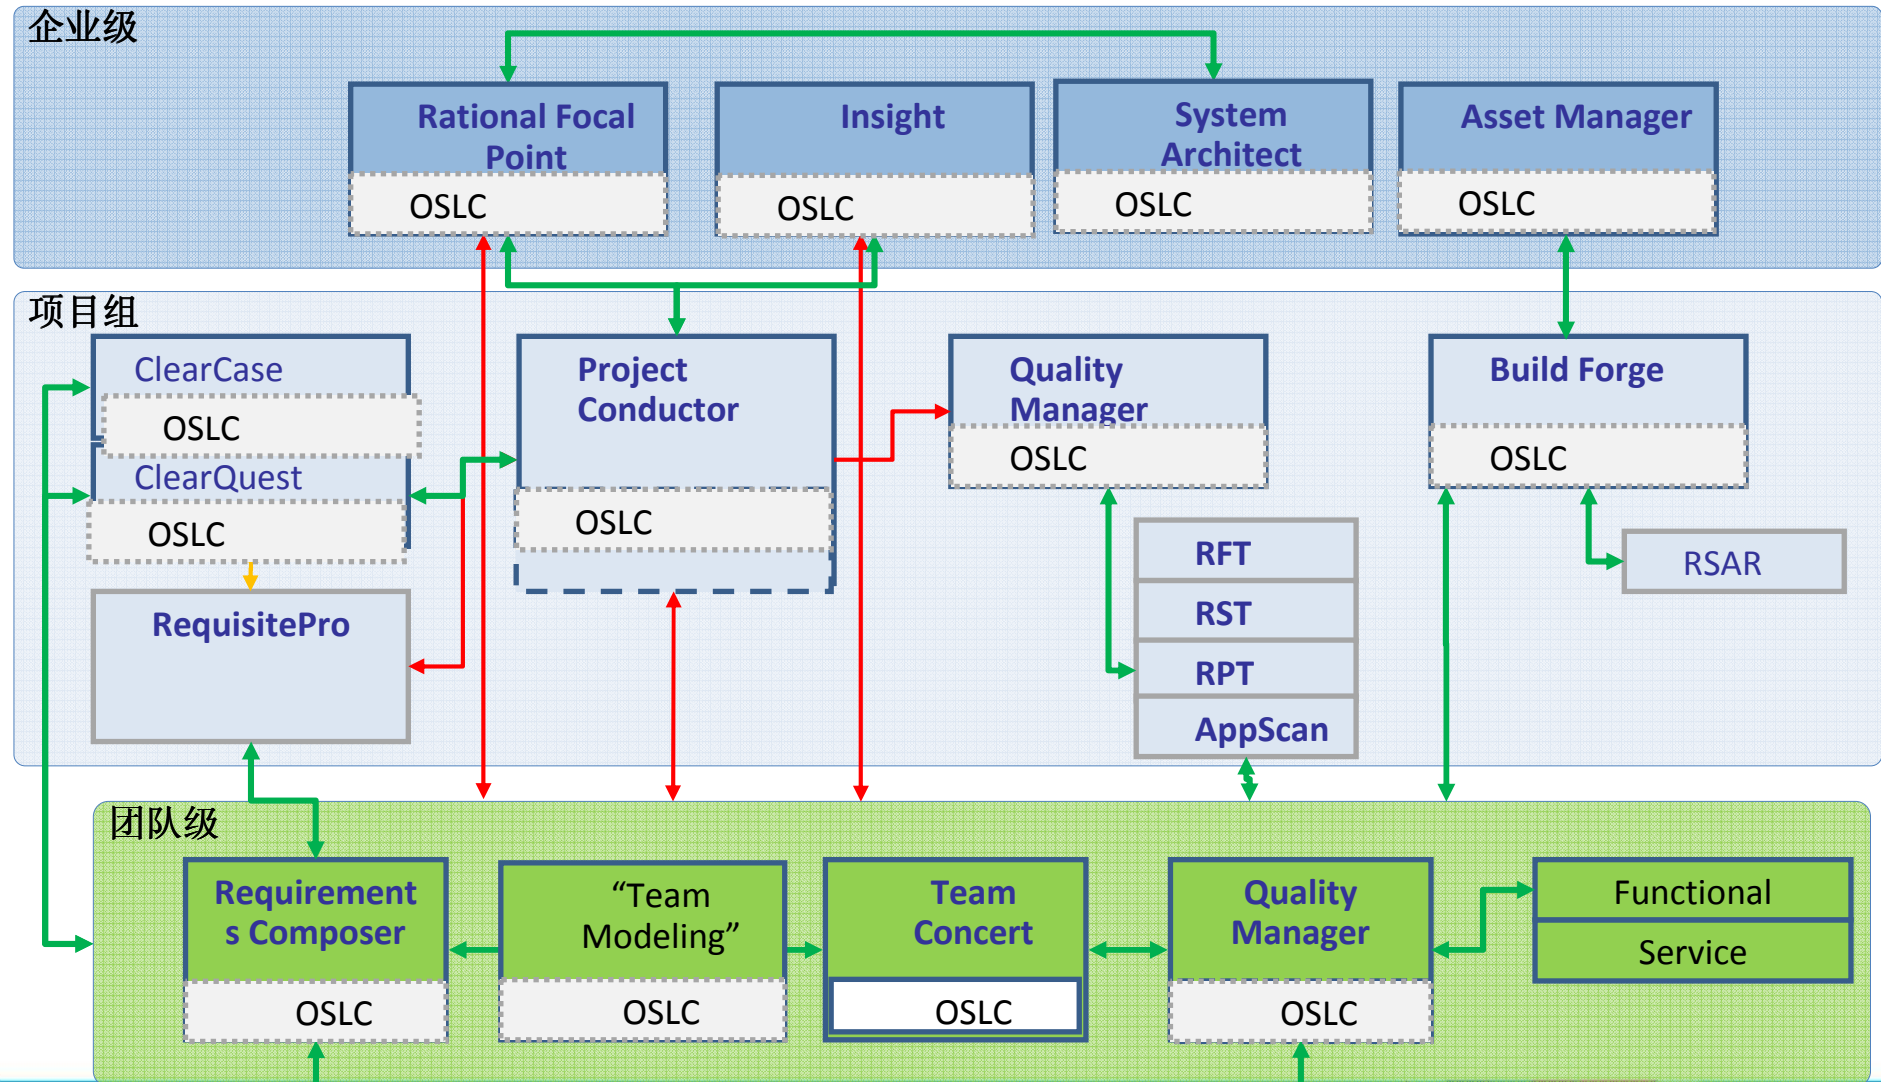 企业级
Rational Focal
Point
OSLC
Insight
OSLC
System
Architect
OSLC
Asset Manager
OSLC
项目组
ClearCase
OSLC
ClearQuest
OSLC
RequisitePro
Project
Conductor
OSLC
Quality
Manager
OSLC
RFT
RST
RPT
AppScan
Build Forge
OSLC
RSAR
团队级
Requirement
s Composer
OSLC
“Team
Modeling”
OSLC
Team
Concert
OSLC
Quality
Manager
OSLC
Functional
Service